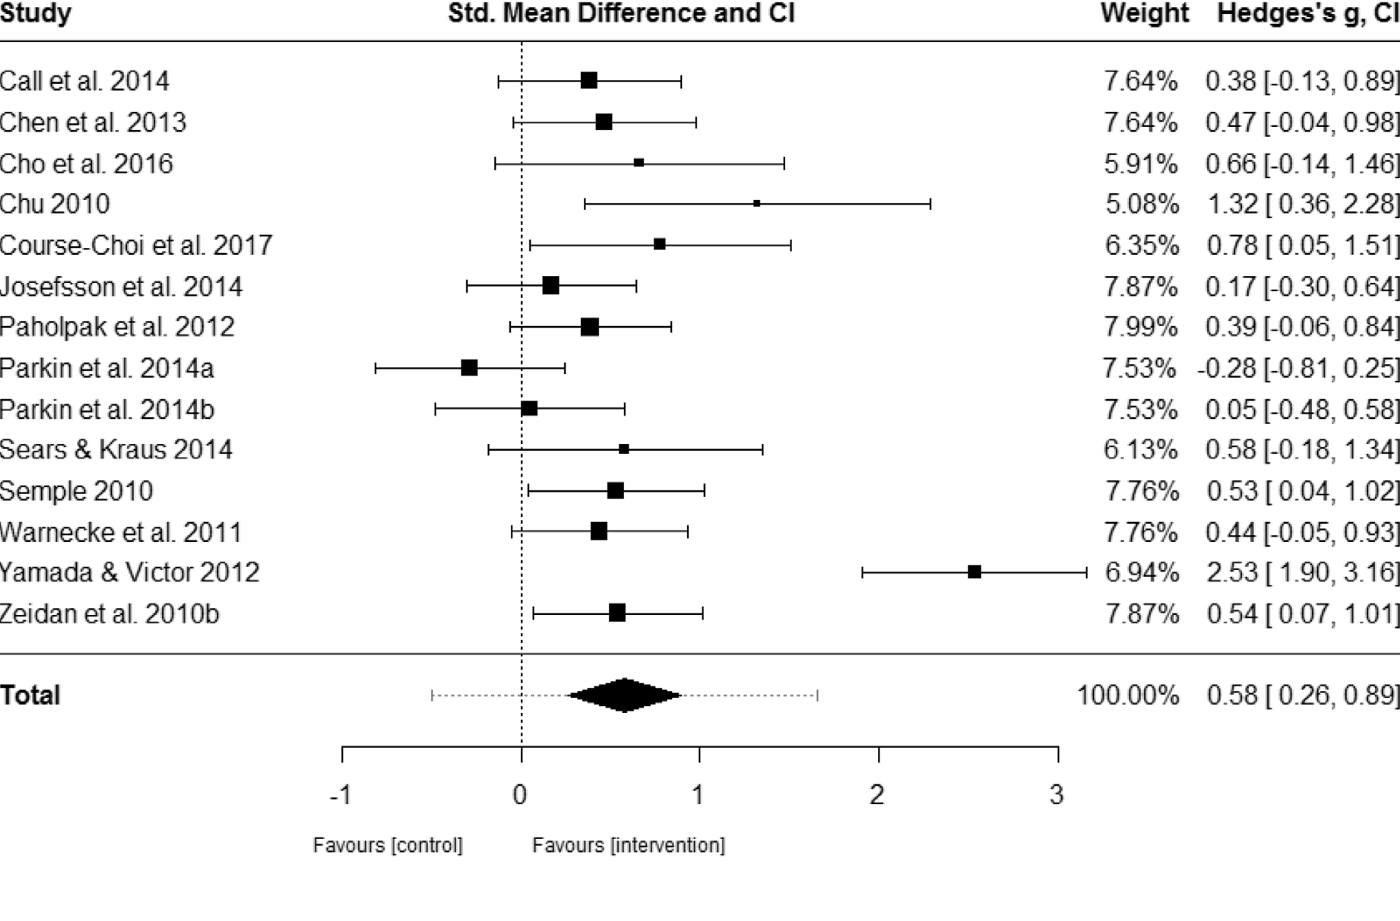 Study Std. Mean Difference and CI Weight Hedges's g, CI
Call et al. 2014 7.64% 0.38 [-0.13, 0.89]
Chen et al. 2013 7.64% 0.47 [-0.04, 0.98]
Cho et al. 2016 5.91% 0.66 [-0.14, 1.46]
Chu 2010 5.08% 1.32 [ 0.36, 2.28]
Course-Choi et al. 2017 6.35% 0.78 [ 0.05, 1.51]
Josefsson et al. 2014 7.87% 0.17 [-0.30, 0.64]
Paholpak et al. 2012 7.99% 0.39 [-0.06, 0.84]
Parkin et al. 2014a 7.53% -0.28 [-0.81, 0.25]
Parkin et al. 2014b 7.53% 0.05 [-0.48, 0.58]
Sears & Kraus 2014 6.13% 0.58 [-0.18, 1.34]
Semple 2010 7.76% 0.53 [ 0.04, 1.02]
Warnecke et al. 2011 7.76% 0.44 [-0.05, 0.93]
Yamada & Victor 2012 6.94% 2.53 [ 1.90, 3.16]
Zeidan et al. 2010b 7.87% 0.54 [ 0.07, 1.01]
Total 100.00% 0.58 [ 0.26, 0.89]
-1 0 1 2 3
Favours [control] Favours [intervention]